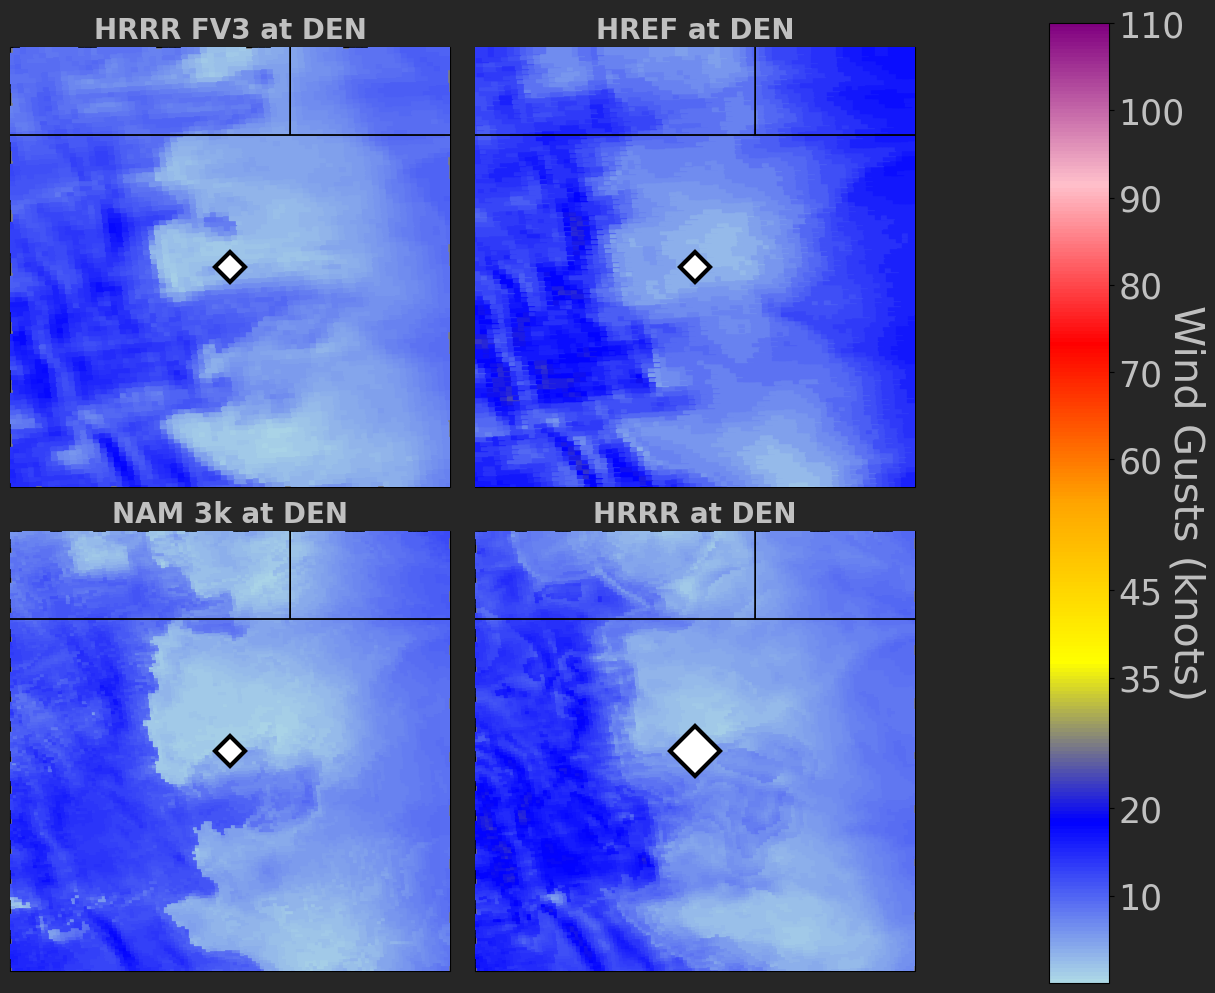 HRRR FV3 at DEN
HREF at DEN
NAM 3k at DEN
HRRR at DEN
110
100
90
80
70
60
45
35
20
10
Wind Gusts (knots)